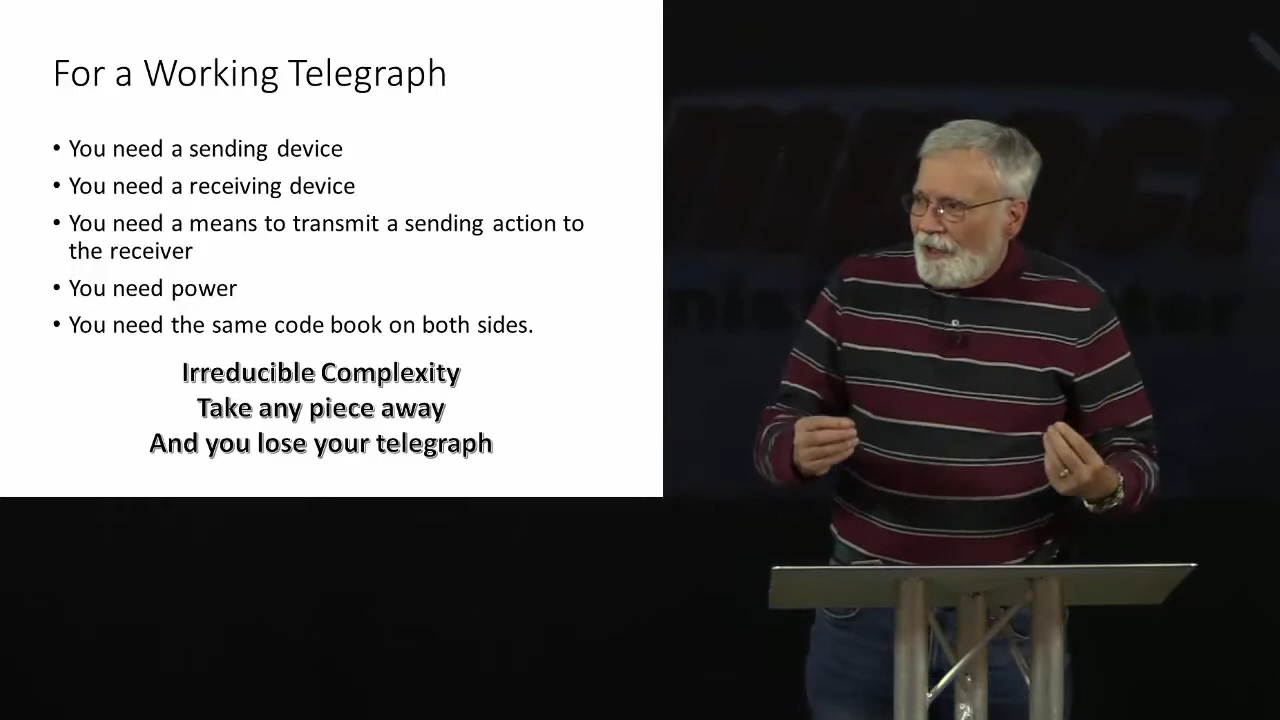 For a Working Telegraph
• You need a sending device
• You need a receiving device
• You need a means to transmit a sending action to
the receiver
• You need power
• You need the same code book on both sides.
Irreducible Complexity
Take any piece away
And you lose your telegraph